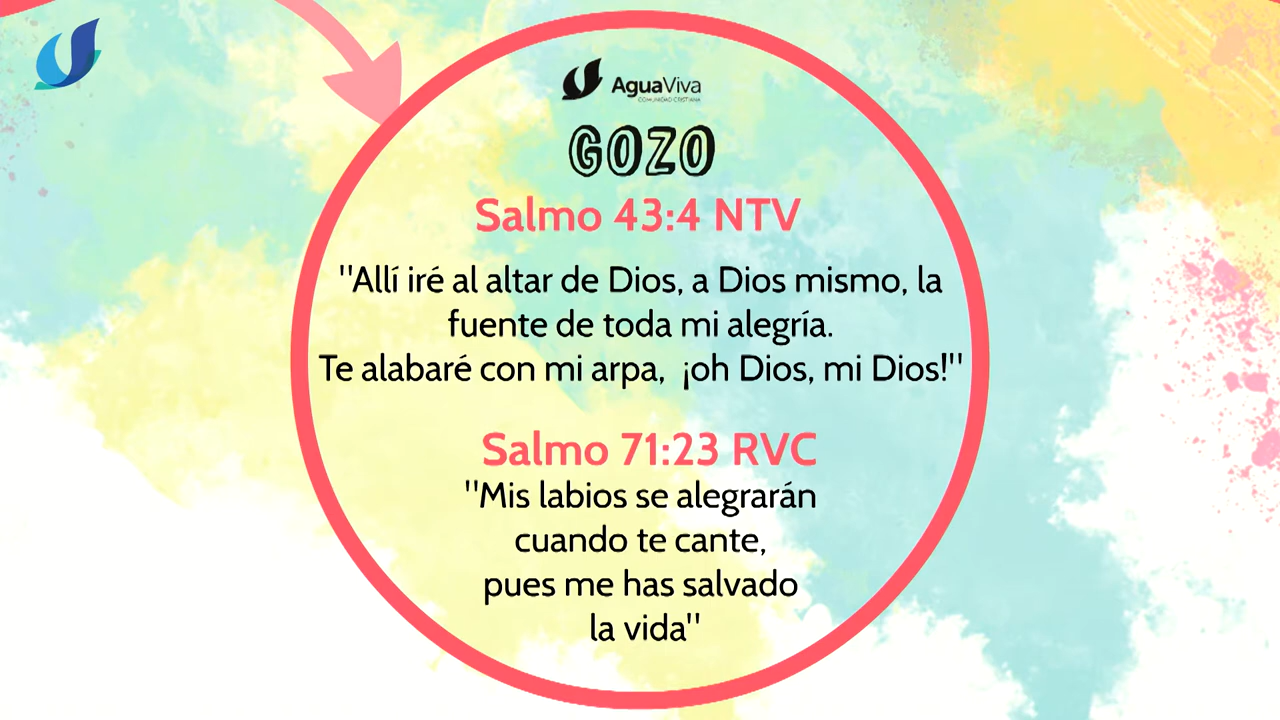 AguaViva
COMUNIDAD CRISTIANA
GOZO
Salmo 43:4 NTV
"Allí iré al altar de Dios, a Dios mismo, la
fuente de toda mi alegría.
Te alabaré con mi arpa, ¡oh Dios, mi Dios!"
Salmo 71:23 RVC
"Mis labios se alegrarán
cuando te cante,
pues me has salvado
la vida"